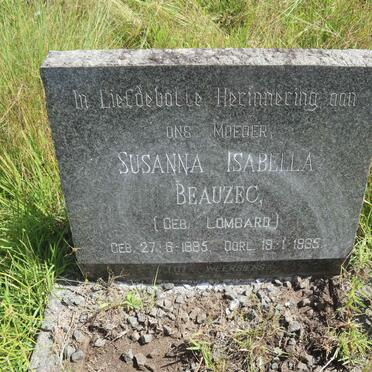 In Liefdevolle Herinnering aan
ons Moeder,
Susanna Isabella
Beauzec,
(Geb. Lombard)
Geb. 27-6-1885 Oorl. 19-1-1965
Tot Weersiens